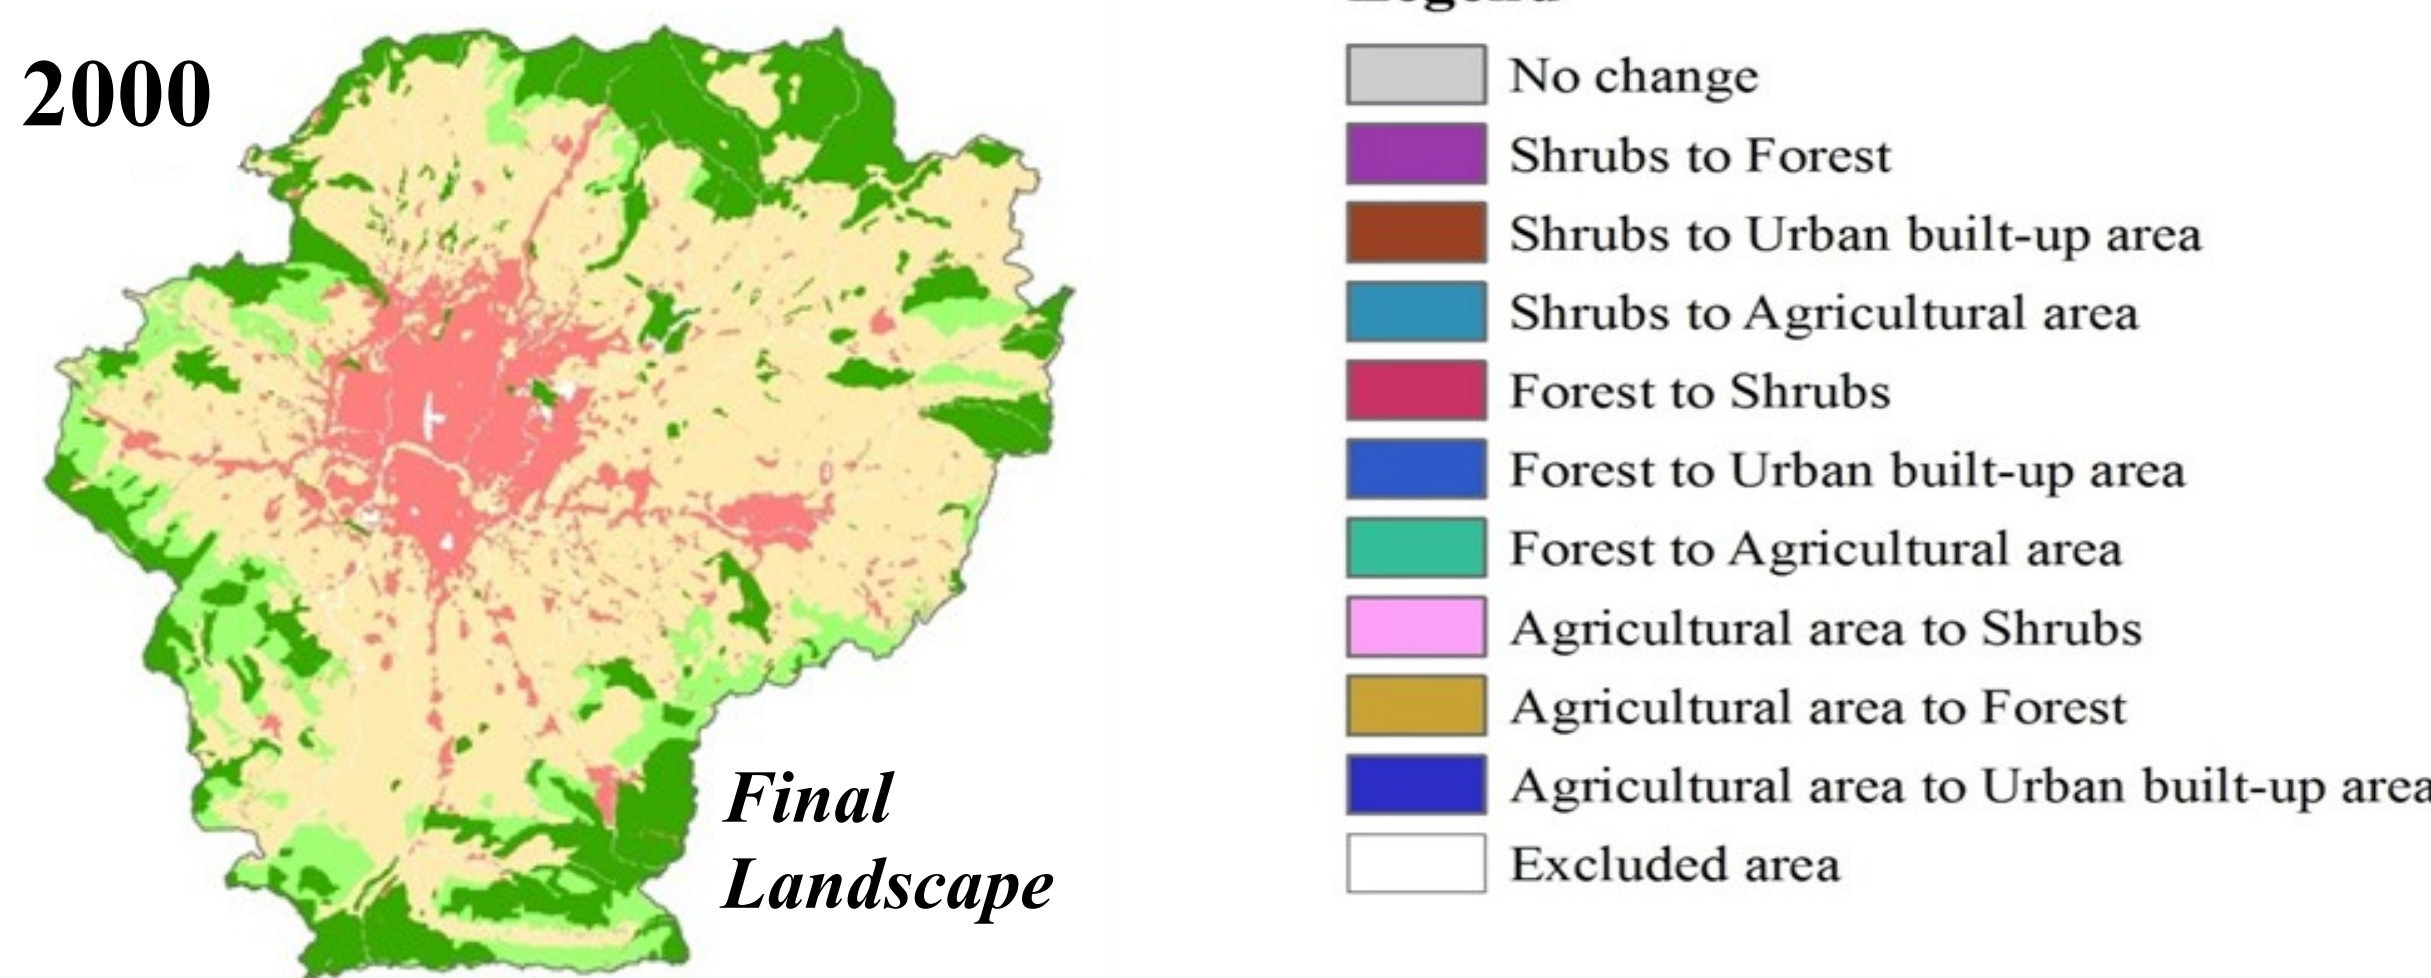 2000
Final
Landscape
Legend
No change
Shrubs to Forest
Shrubs to Urban built-up area
Shrubs to Agricultural area
Forest to Shrubs
Forest to Urban built-up area
Forest to Agricultural area
Agricultural area to Shrubs
Agricultural area to Forest
Agricultural area to Urban built-up area
Excluded area